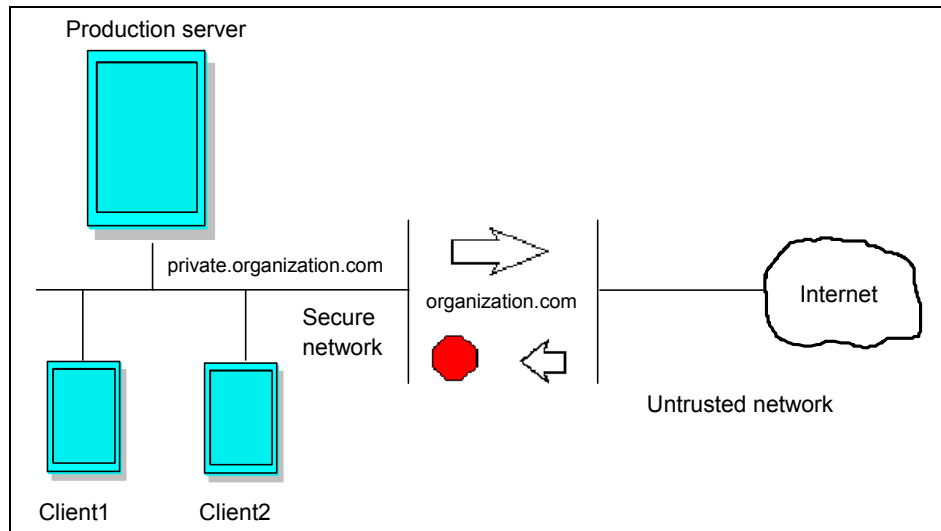 Production server
private.organization.com
organization.com
Internet
Secure
network
Untrusted network
Client1
Client2